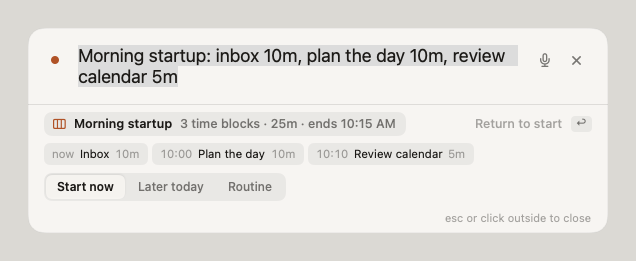 Morning startup: inbox 10m, plan the day 10m, review
calendar 5m
Morning startup 3 time blocks · 25m · ends 10:15 AM Return to start
now Inbox 10m 10:00 Plan the day 10m 10:10 Review calendar 5m
Start now Later today Routine
esc or click outside to close